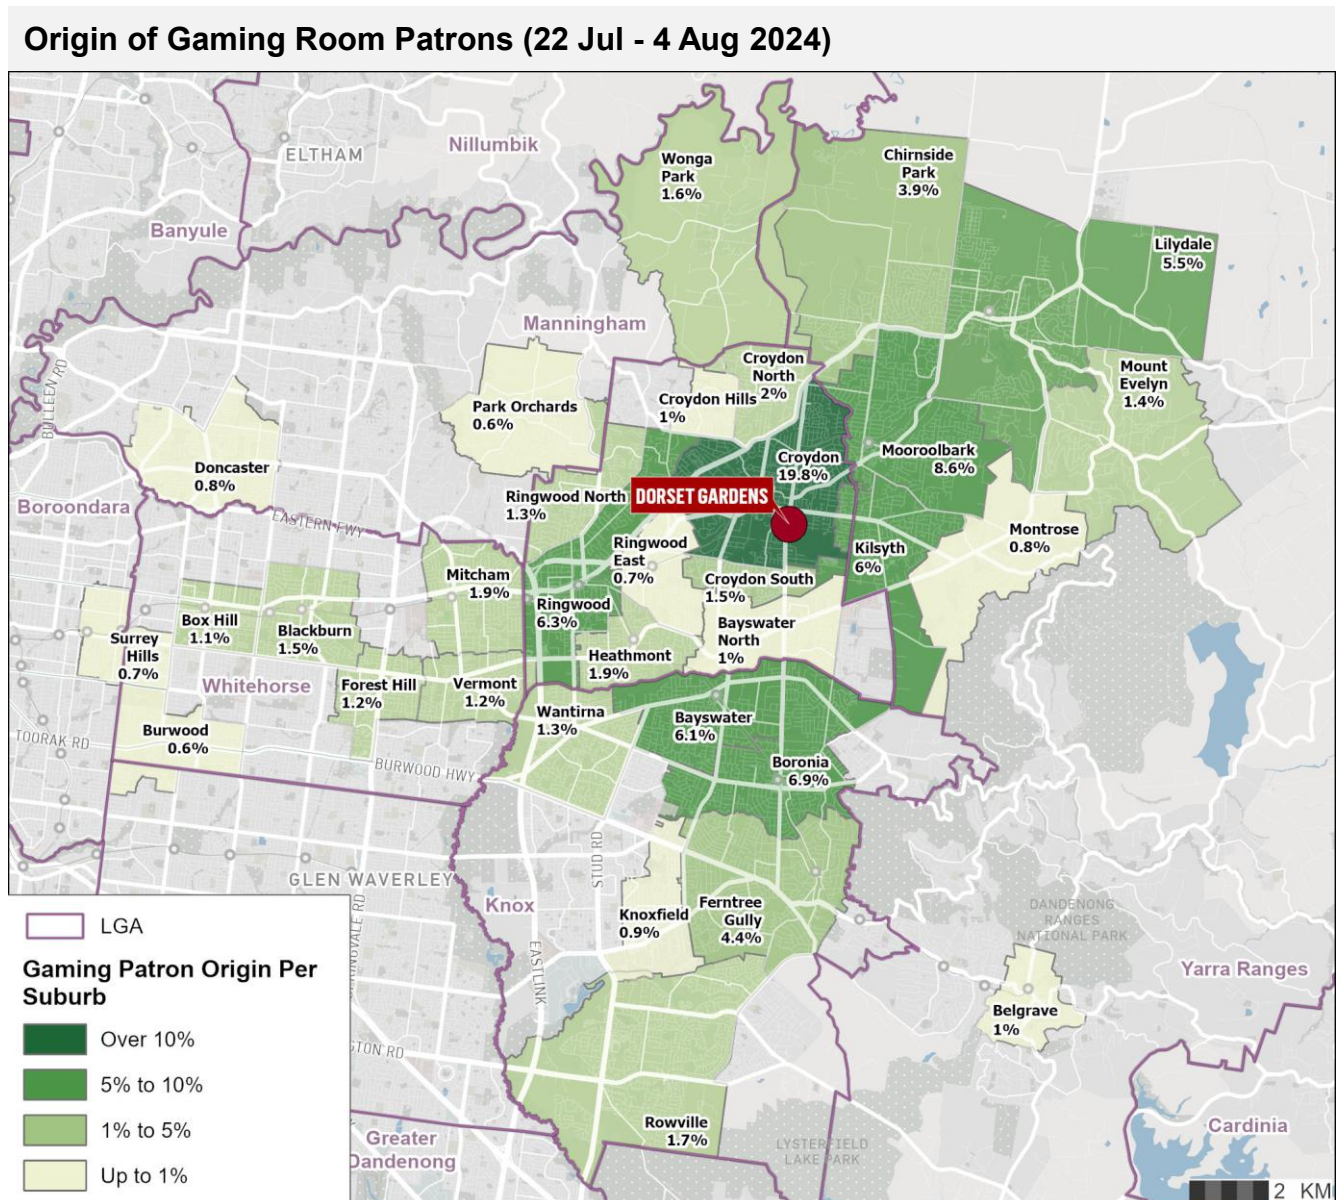 Origin of Gaming Room Patrons (22 Jul - 4 Aug 2024)
ELTHAM
Nillumbik
Wonga
Park
1.6%
Chirnside
Park
3.9%
Banyule
Lilydale
5.5%
Manningham
BULLEEN RD
Croydon
North
2%
Mount
Evelyn
1.4%
Croydon Hills
1%
Park Orchards
0.6%
Croydon
19.8%
Mooroolbark
8.6%
Doncaster
0.8%
Boroondara
EASTERN FWY
Ringwood North
1.3%
DORSET GARDENS
Montrose
0.8%
Ringwood
East
0.7%
Kilsyth
6%
Mitcham
1.9%
Croydon South
1.5%
Ringwood
6.3%
Box Hill
1.1%
Blackburn
1.5%
Surrey
Hills
0.7%
Bayswater
North
1%
Heathmont
1.9%
Whitehorse
Forest Hill
1.2%
Vermont
1.2%
Wantirna
1.3%
Bayswater
6.1%
Burwood
0.6%
TOORAK RD
BURWOOD HWY
Boronia
6.9%
STUD RD
GLEN WAVERLEY
Knox
Knoxfield
0.9%
Ferntree
Gully
4.4%
DANDENONG
RANGES
NATIONAL PARK
EASTLINK
Yarra Ranges
Belgrave
1%
Rowville
1.7%
LYSTERFIELD
LAKE PARK
Cardinia
Greater
Dandenong
LGA
Gaming Patron Origin Per
Suburb
Over 10%
5% to 10%
1% to 5%
Up to 1%
2 KM